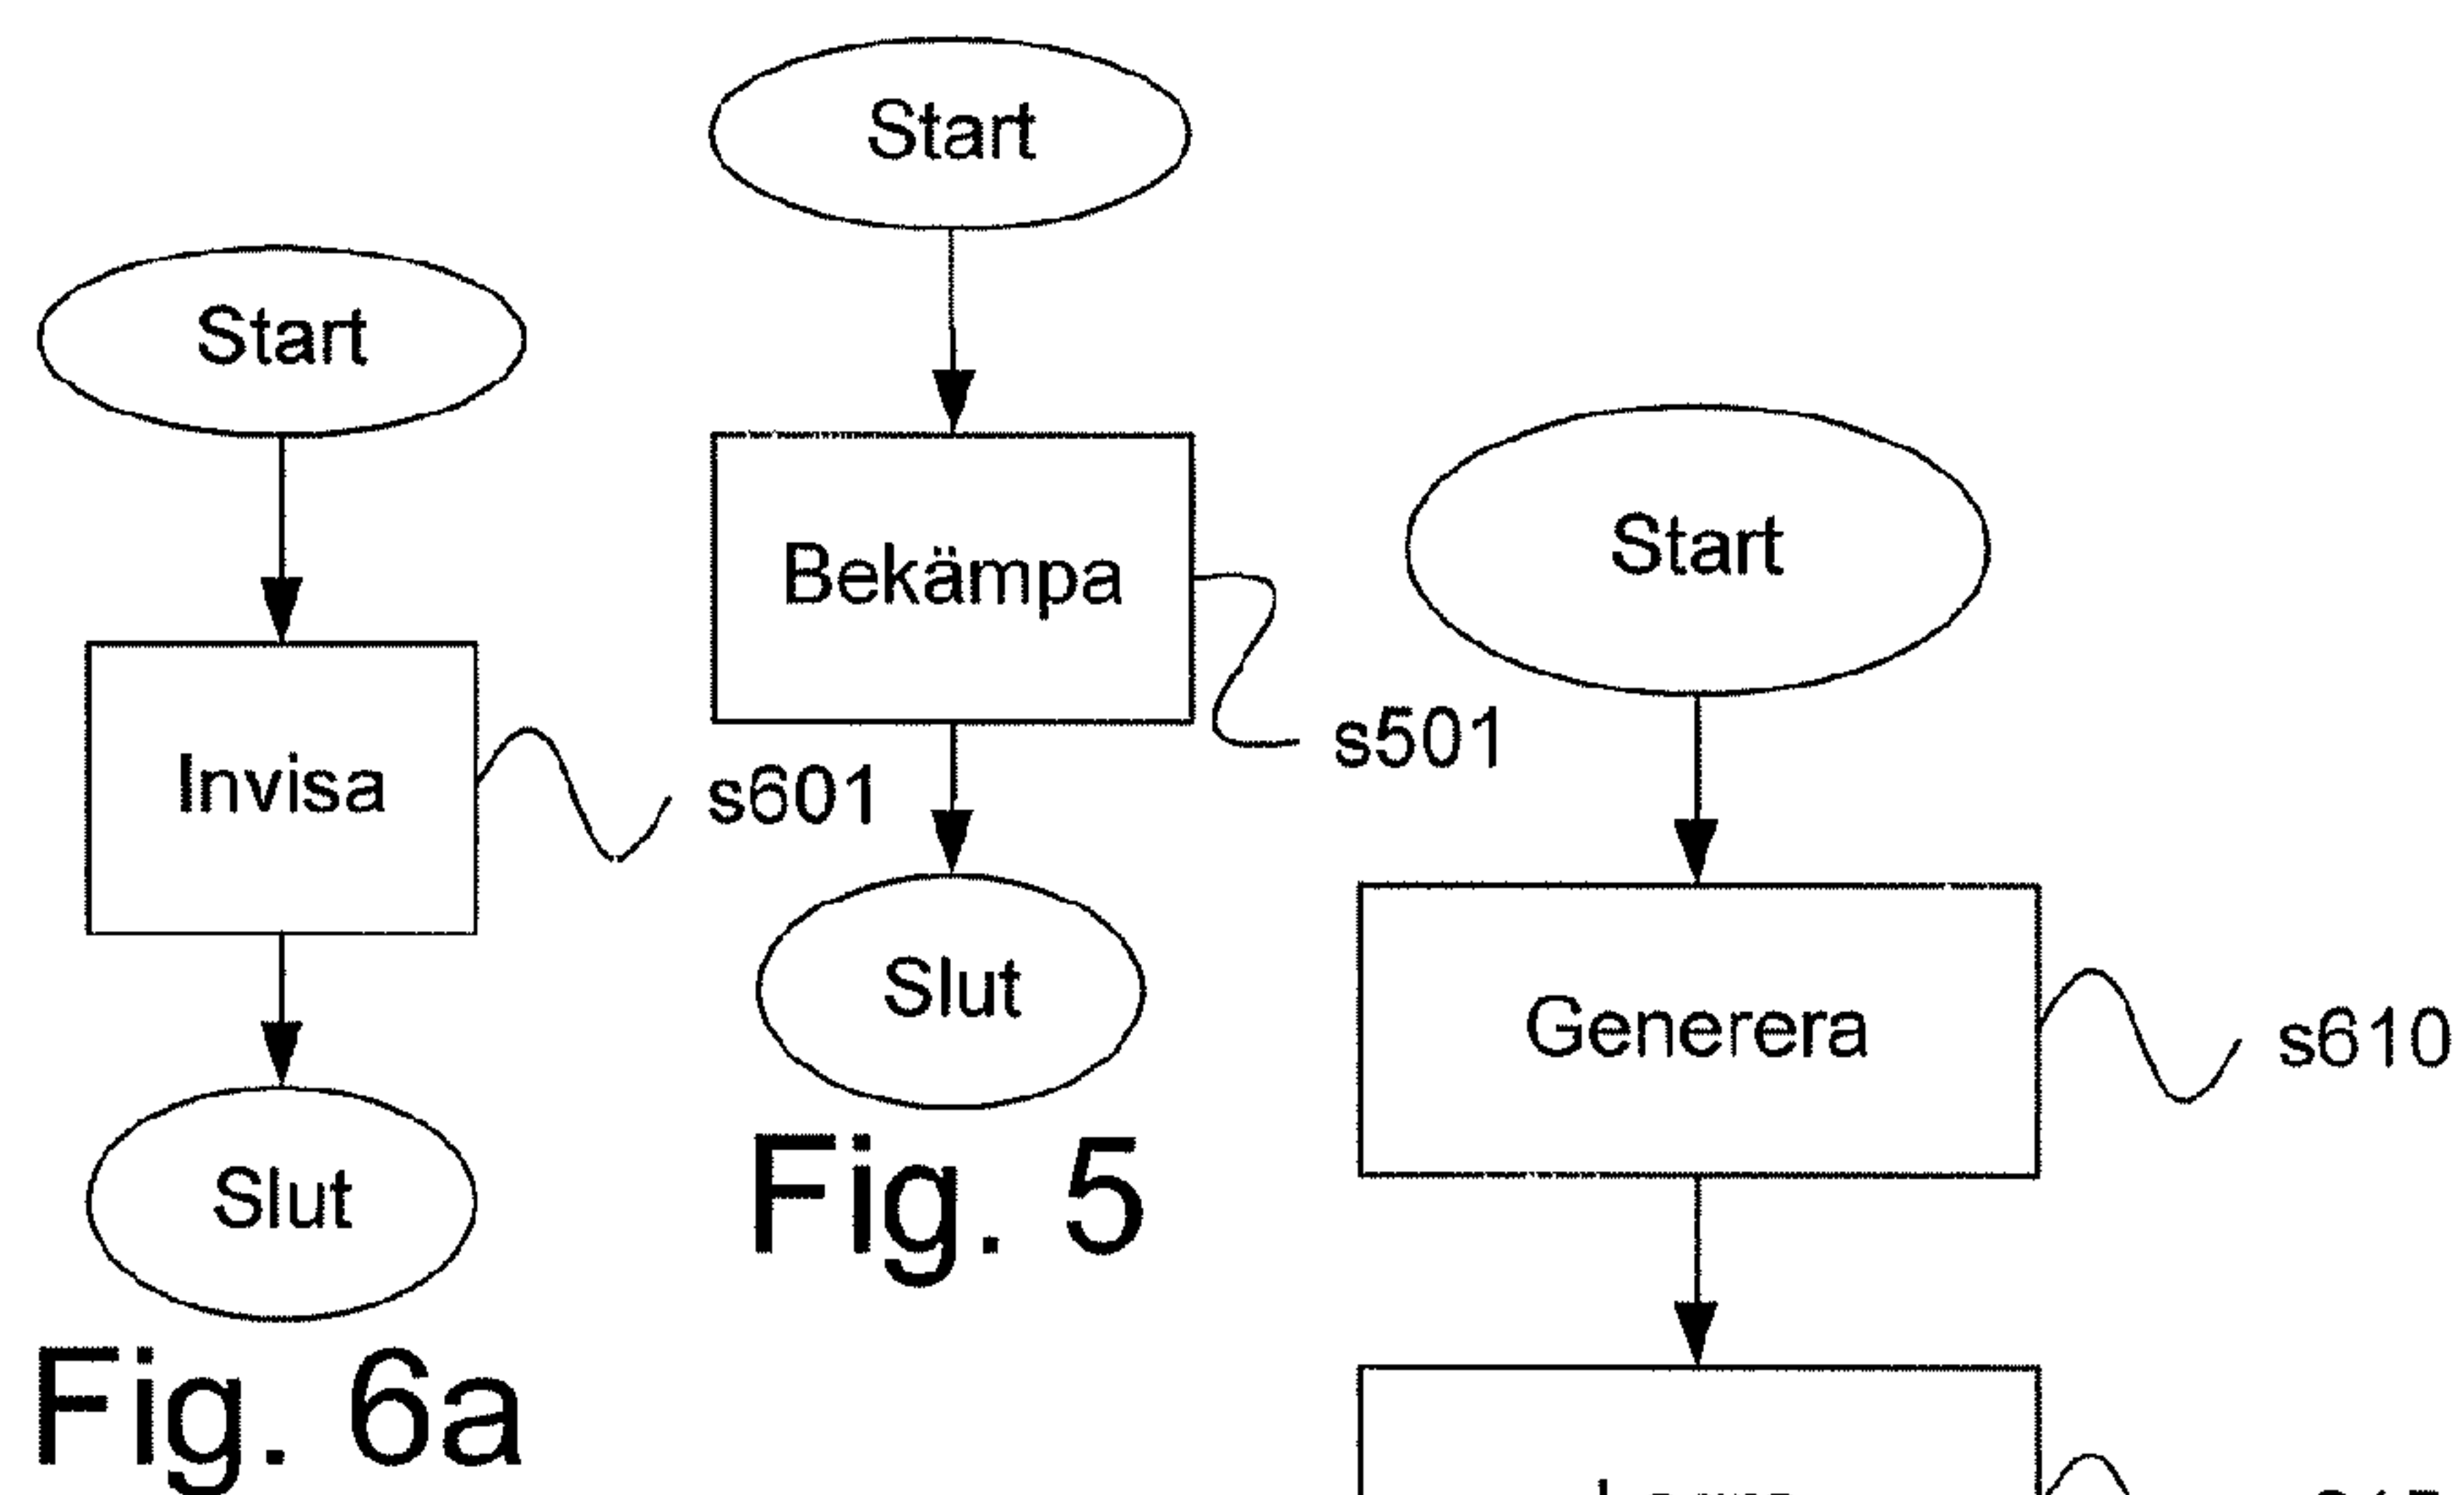 Start
Invisa
s601
Slut
Fig. 6a
Start
Bekämpa
s501
Slut
Fig. 5
Start
Generera
s610